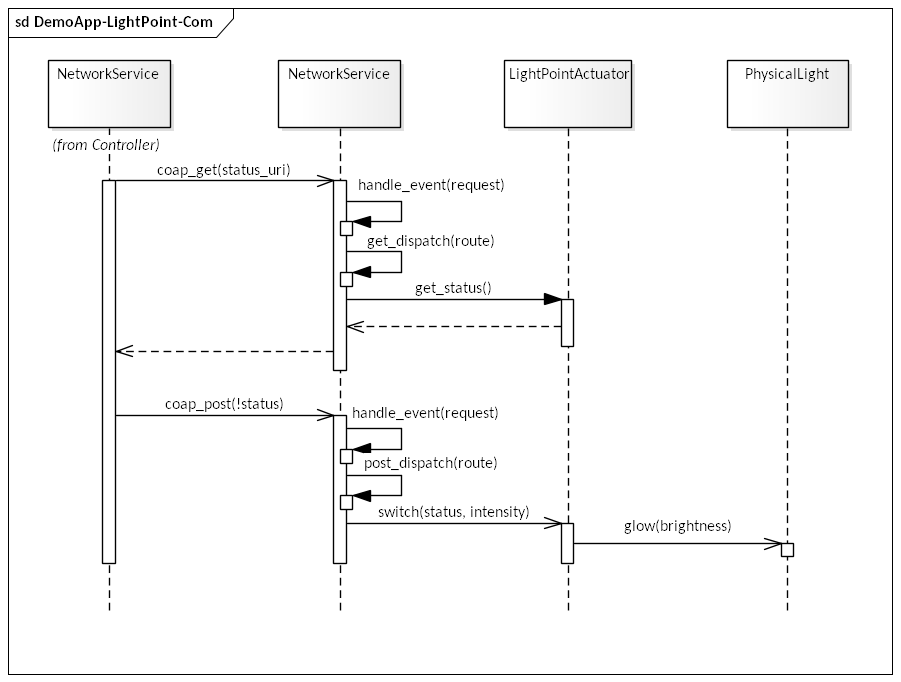 sd DemoApp-LightPoint-Com
NetworkService
NetworkService
LightPointActuator
PhysicalLight
(from Controller)
coap_get(status_uri)
handle_event(request)
get_dispatch(route)
get_status()
coap_post(!status)
handle_event(request)
post_dispatch(route)
switch(status, intensity)
glow(brightness)